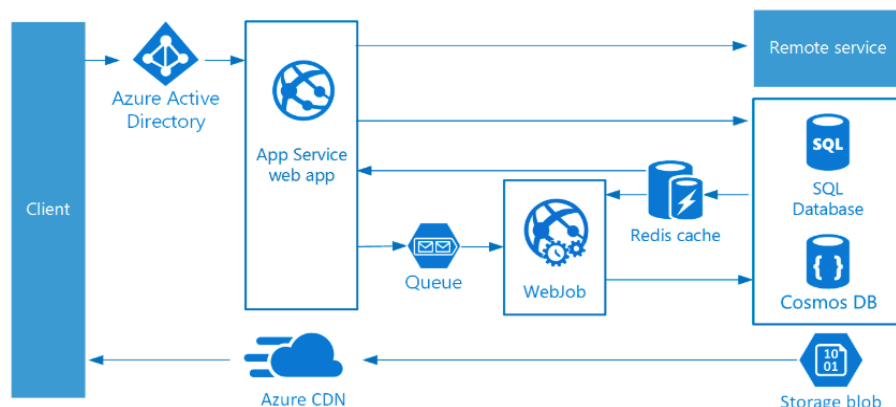 Client
Azure Active
Directory
App Service
web app
Queue
WebJob
Redis cache
Remote service
SQL
SQL
Database
{ }
Cosmos DB
Azure CDN
10
01
Storage blob